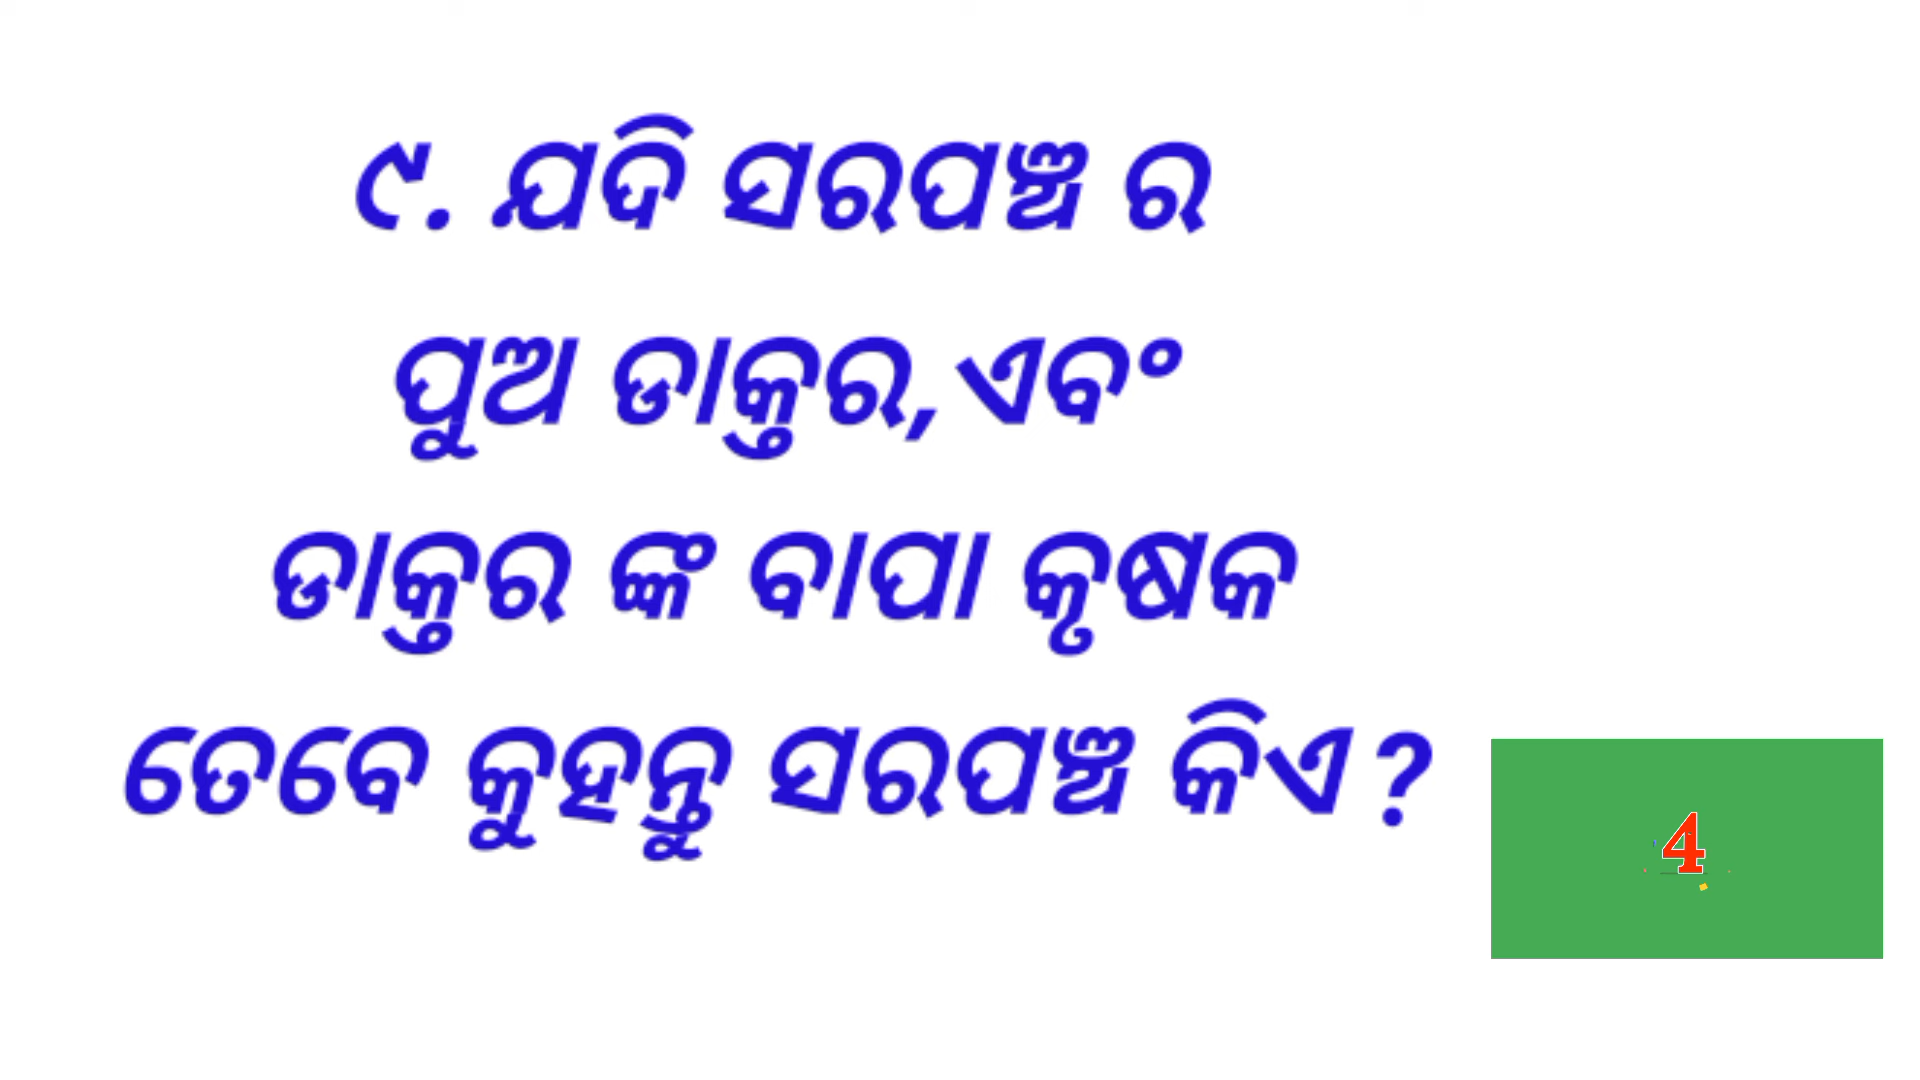 ୯. ଯଦି ସରପଞ୍ଚ ର
ପୁଅ ଡାକ୍ତର,ଏବଂ
ଡାକ୍ତର ଙ୍କ ବାପା କୃଷକ
ତେବେ କୁହନ୍ତୁ ସରପଞ୍ଚ କିଏ ?
4